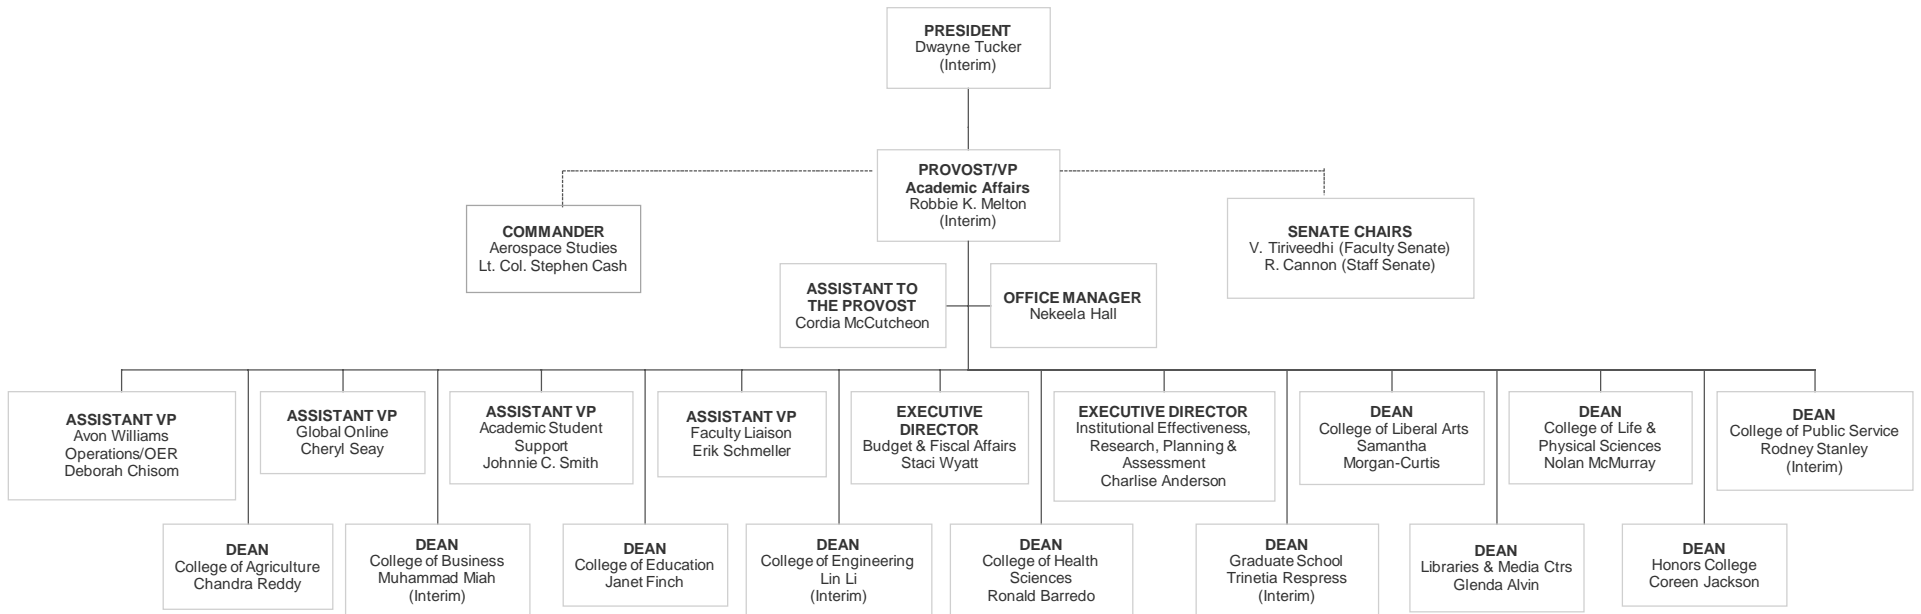 PRESIDENT
Dwayne Tucker
(Interim)
PROVOST/VP
Academic Affairs
Robbie K. Melton
(Interim)
COMMANDER
Aerospace Studies
Lt. Col. Stephen Cash
SENATE CHAIRS
V. Tiriveedhi (Faculty Senate)
R. Cannon (Staff Senate)
ASSISTANT TO
THE PROVOST
Cordia McCutcheon
OFFICE MANAGER
Nekeela Hall
ASSISTANT VP
Avon Williams
Operations/OER
Deborah Chisom
ASSISTANT VP
Global Online
Cheryl Seay
ASSISTANT VP
Academic Student
Support
Johnnie C. Smith
ASSISTANT VP
Faculty Liaison
Erik Schmeller
EXECUTIVE
DIRECTOR
Budget & Fiscal Affairs
Staci Wyatt
EXECUTIVE DIRECTOR
Institutional Effectiveness,
Research, Planning &
Assessment
Charlise Anderson
DEAN
College of Liberal Arts
Samantha
Morgan-Curtis
DEAN
College of Life &
Physical Sciences
Nolan McMurray
DEAN
College of Public Service
Rodney Stanley
(Interim)
DEAN
College of Agriculture
Chandra Reddy
DEAN
College of Business
Muhammad Miah
(Interim)
DEAN
College of Education
Janet Finch
DEAN
College of Engineering
Lin Li
(Interim)
DEAN
College of Health
Sciences
Ronald Barredo
DEAN
Graduate School
Trinetia Respress
(Interim)
DEAN
Libraries & Media Ctrs
Glenda Alvin
DEAN
Honors College
Coreen Jackson